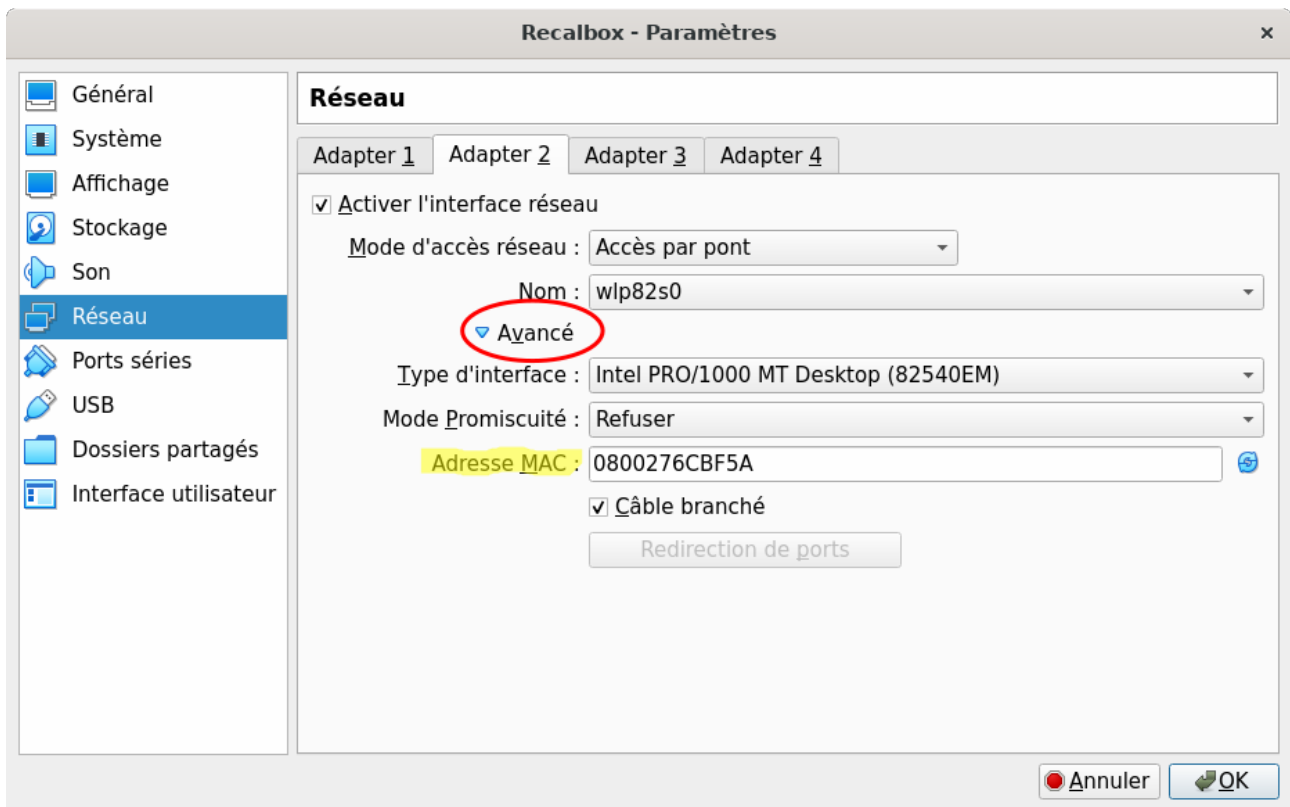 Recalbox - Paramètres ×
Général
Système
Affichage
Stockage
Son
Réseau
Ports séries
USB
Dossiers partagés
Interface utilisateur
Réseau
Adapter 1 Adapter 2 Adapter 3 Adapter 4
Activer l'interface réseau
Mode d'accès réseau : Accès par pont
Nom : wlp82s0
Avancé
Type d'interface : Intel PRO/1000 MT Desktop (82540EM)
Mode Promiscuité : Refuser
Adresse MAC : 0800276CBF5A
Câble branché
Redirection de ports
Annuler OK